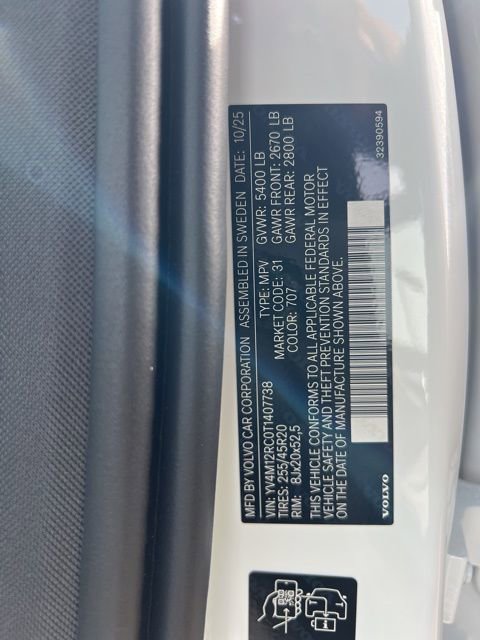 MFD BY VOLVO CAR CORPORATION ASSEMBLED IN SWEDEN DATE: 10/25
VIN: YV4M12RC0T1407738 TYPE: MPV GVWR: 5400 LB
TIRES: 255/45R20 MARKET CODE: 31 GAWR FRONT: 2670 LB
RIM: 8Jx20x52,5 COLOR: 707 GAWR REAR: 2800 LB
THIS VEHICLE CONFORMS TO ALL APPLICABLE FEDERAL MOTOR
VEHICLE SAFETY AND THEFT PREVENTION STANDARDS IN EFFECT
ON THE DATE OF MANUFACTURE SHOWN ABOVE.
VOLVO 32390594